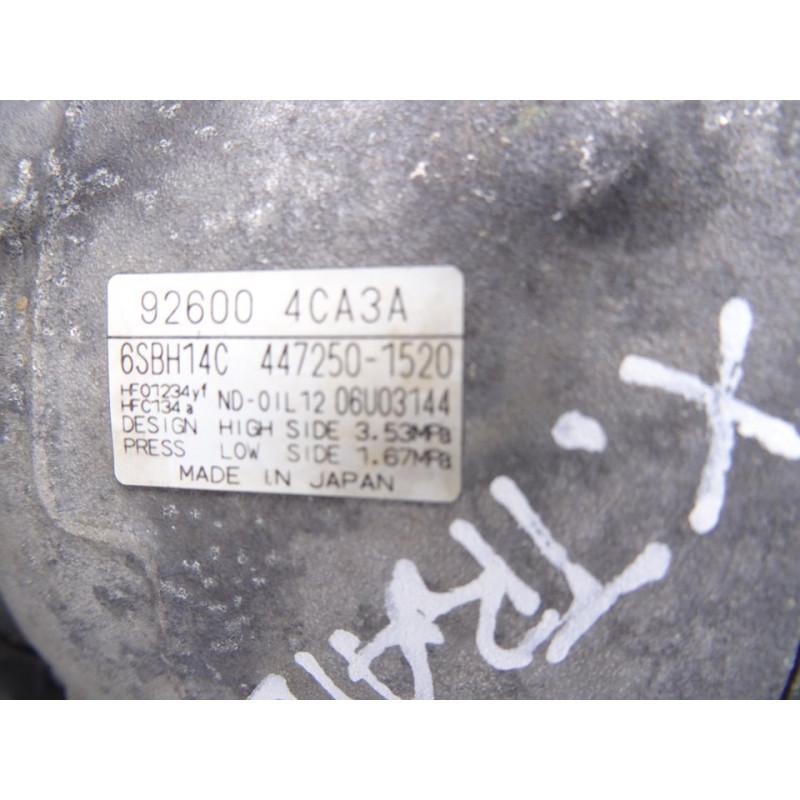 92600 4CA3A
6SBH14C 447250-1520
HFO1234yf
HFC134a ND-OIL12 06U03144
DESIGN HIGH SIDE 3.53MPa
PRESS LOW SIDE 1.67MPa
MADE IN JAPAN
X-TRAIL